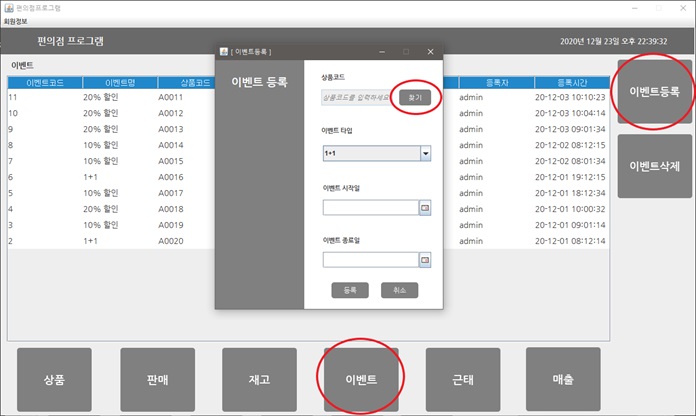 편의점프로그램
회원정보
편의점 프로그램
2020년 12월 23일 오후 22:39:32
이벤트
이벤트코드 이벤트명 상품코드 등록자 등록시간
11 20% 할인 A0011 admin 20-12-03 10:10:23
10 20% 할인 A0012 admin 20-12-03 10:04:14
9 20% 할인 A0013 admin 20-12-03 09:01:34
8 10% 할인 A0014 admin 20-12-02 08:12:15
7 10% 할인 A0015 admin 20-12-02 08:01:34
6 1+1 A0016 admin 20-12-01 19:12:15
5 10% 할인 A0017 admin 20-12-01 18:12:34
4 20% 할인 A0018 admin 20-12-01 10:00:32
3 10% 할인 A0019 admin 20-12-01 09:01:14
2 1+1 A0020 admin 20-12-01 08:12:14
[ 이벤트등록 ]
이벤트 등록
상품코드
상품코드를 입력하세요 찾기
이벤트 타입
1+1
이벤트 시작일
이벤트 종료일
등록 취소
이벤트등록
이벤트삭제
상품 판매 재고 이벤트 근태 매출